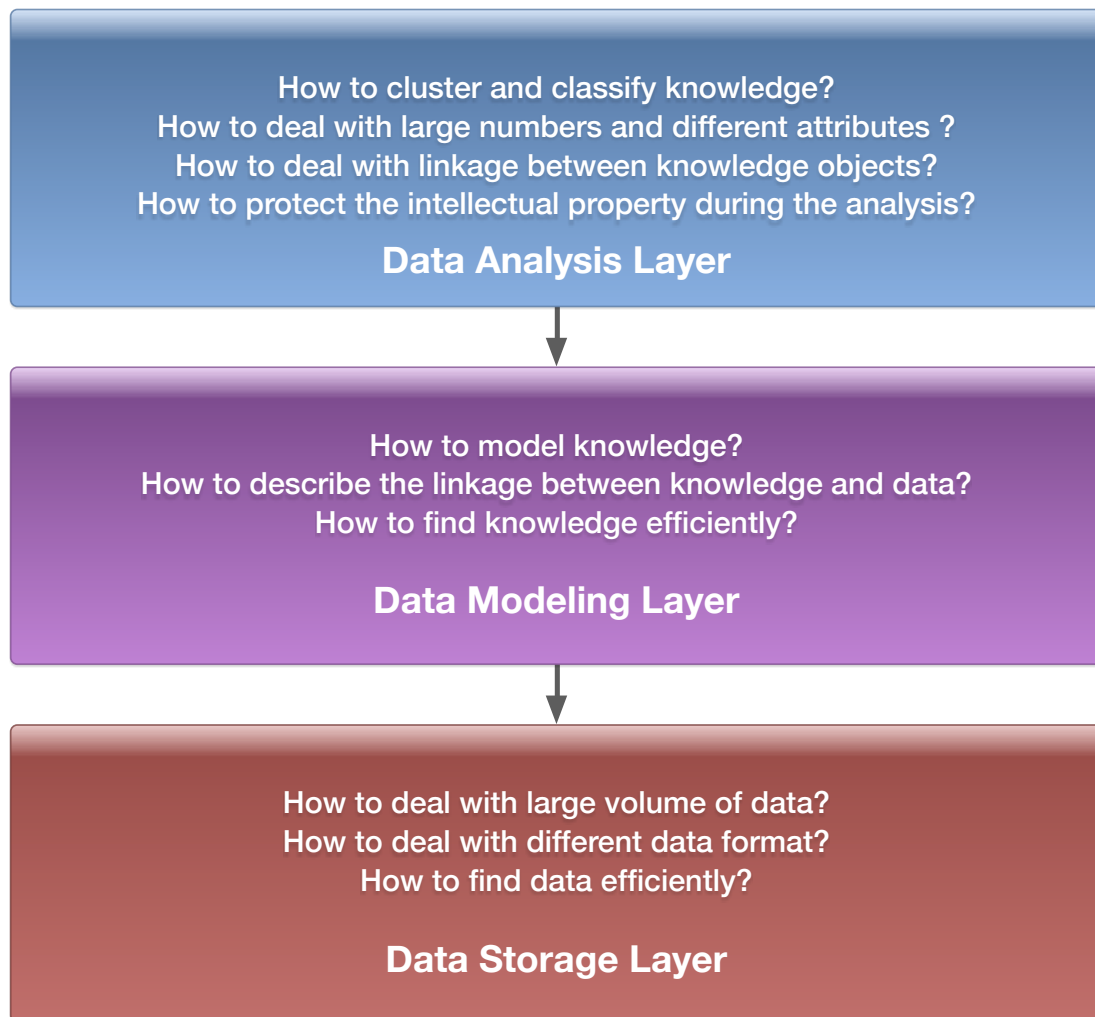 How to cluster and classify knowledge?
How to deal with large numbers and different attributes ?
How to deal with linkage between knowledge objects?
How to protect the intellectual property during the analysis?
Data Analysis Layer
How to model knowledge?
How to describe the linkage between knowledge and data?
How to find knowledge efficiently?
Data Modeling Layer
How to deal with large volume of data?
How to deal with different data format?
How to find data efficiently?
Data Storage Layer